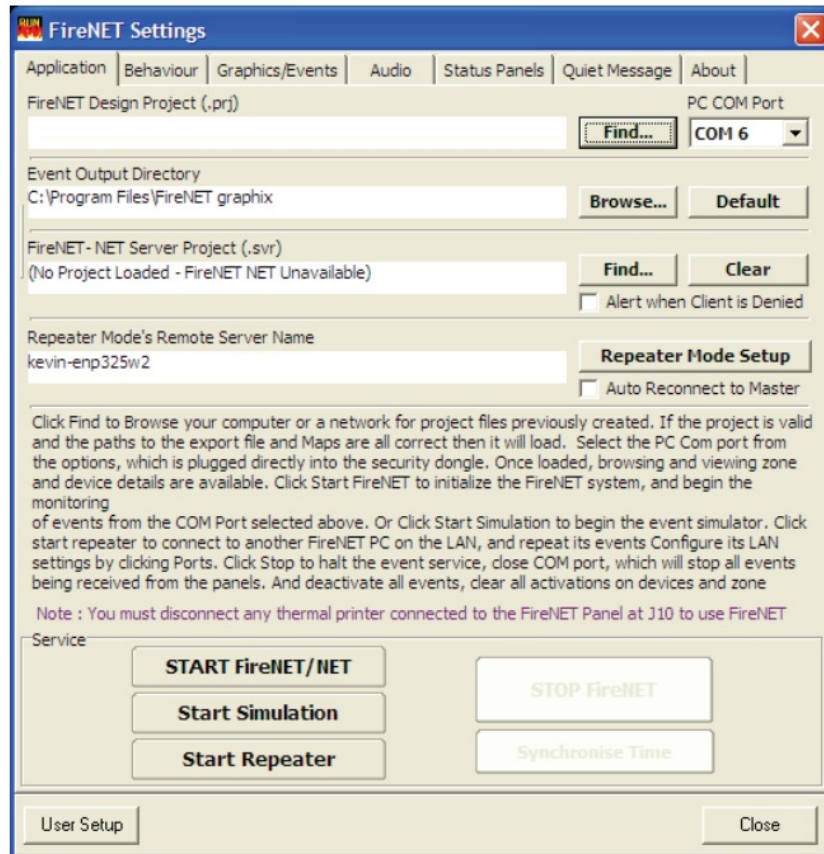 RUN
FireNET Settings
Application Behaviour Graphics/Events Audio Status Panels Quiet Message About
FireNET Design Project (.prj) PC COM Port
Find... COM 6
Event Output Directory
C:\Program Files\FireNET graphix Browse... Default
FireNET- NET Server Project (.svr)
(No Project Loaded - FireNET NET Unavailable) Find... Clear
Alert when Client is Denied
Repeater Mode's Remote Server Name
kevin-enp325w2 Repeater Mode Setup
Auto Reconnect to Master
Click Find to Browse your computer or a network for project files previously created. If the project is valid
and the paths to the export file and Maps are all correct then it will load. Select the PC Com port from
the options, which is plugged directly into the security dongle. Once loaded, browsing and viewing zone
and device details are available. Click Start FireNET to initialize the FireNET system, and begin the
monitoring
of events from the COM Port selected above. Or Click Start Simulation to begin the event simulator. Click
start repeater to connect to another FireNET PC on the LAN, and repeat its events Configure its LAN
settings by clicking Ports. Click Stop to halt the event service, close COM port, which will stop all events
being received from the panels. And deactivate all events, clear all activations on devices and zone
Note : You must disconnect any thermal printer connected to the FireNET Panel at J10 to use FireNET
Service
START FireNET/NET
STOP FireNET
Start Simulation
Start Repeater
Synchronise Time
User Setup Close